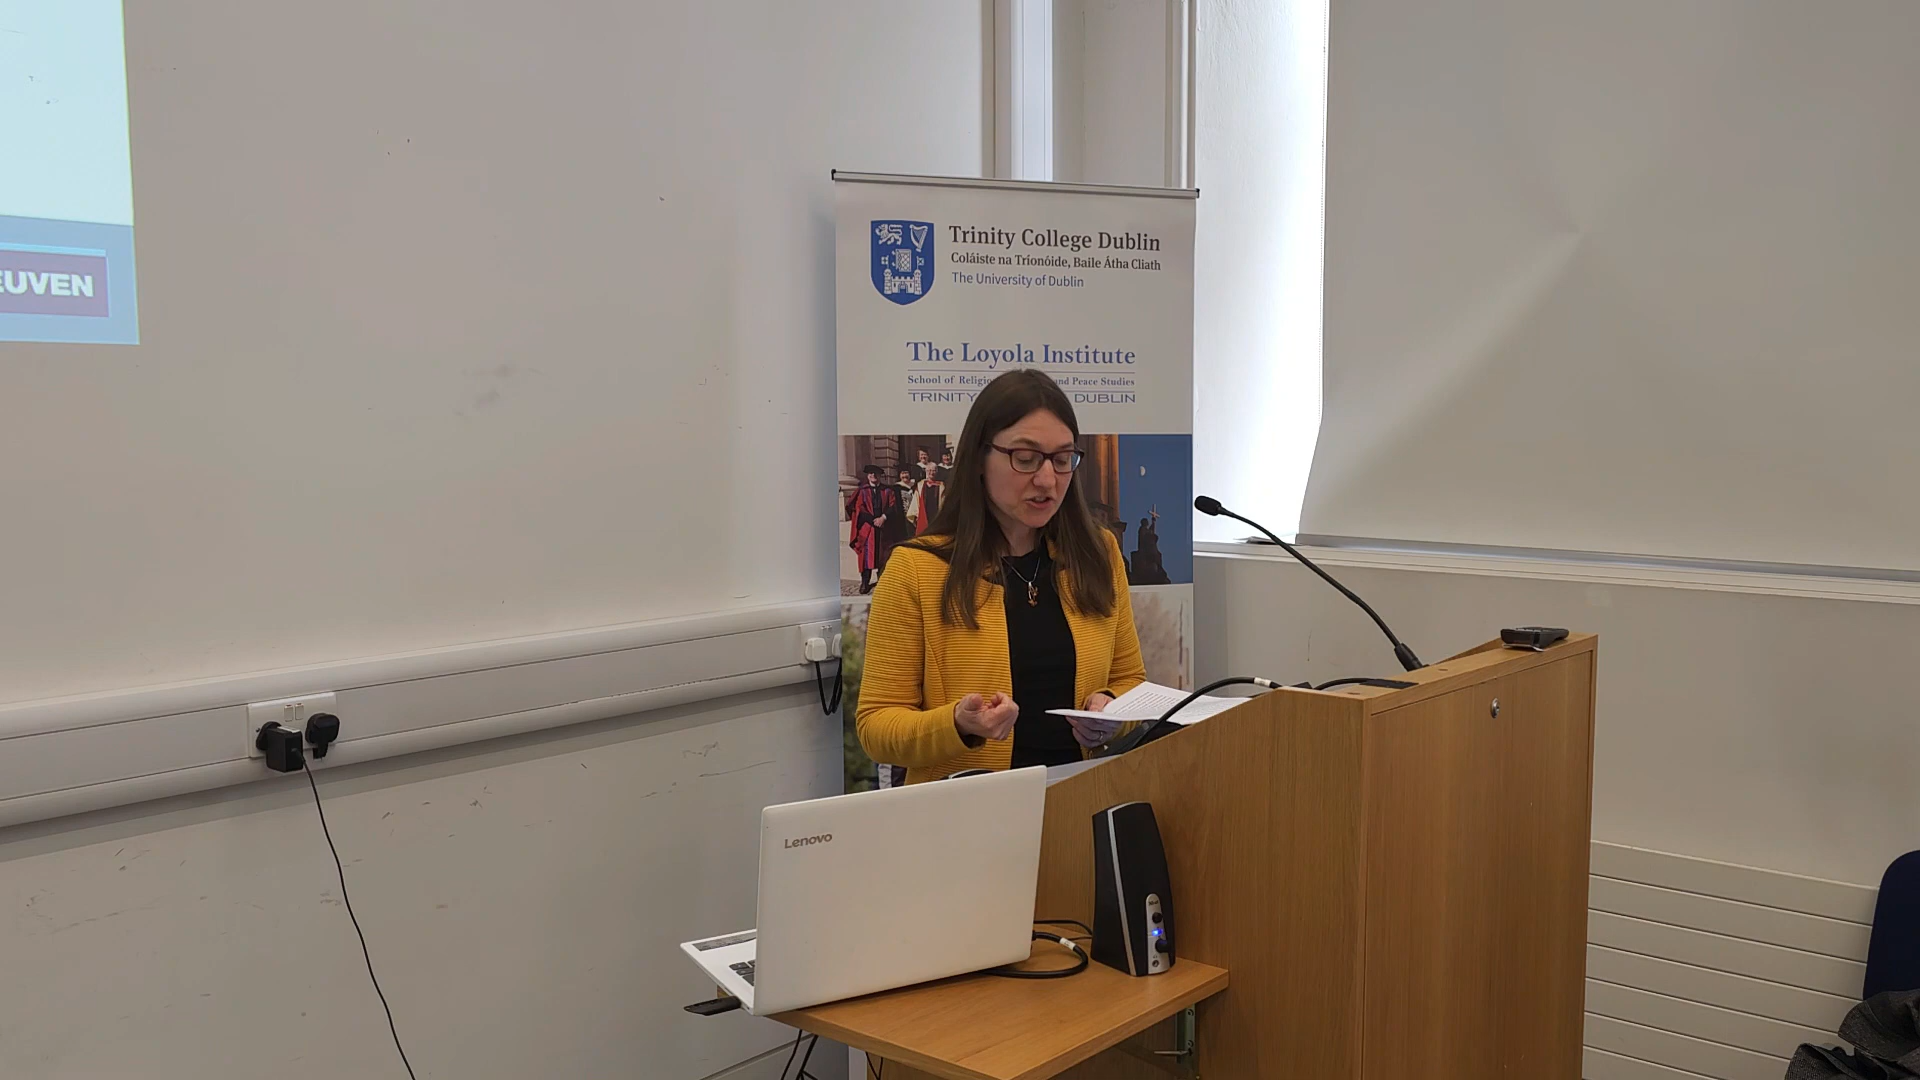 EUVEN
Trinity College Dublin
Coláiste na Tríonóide, Baile Átha Cliath
The University of Dublin
The Loyola Institute
School of Religio and Peace Studies
TRINITY DUBLIN
Lenovo